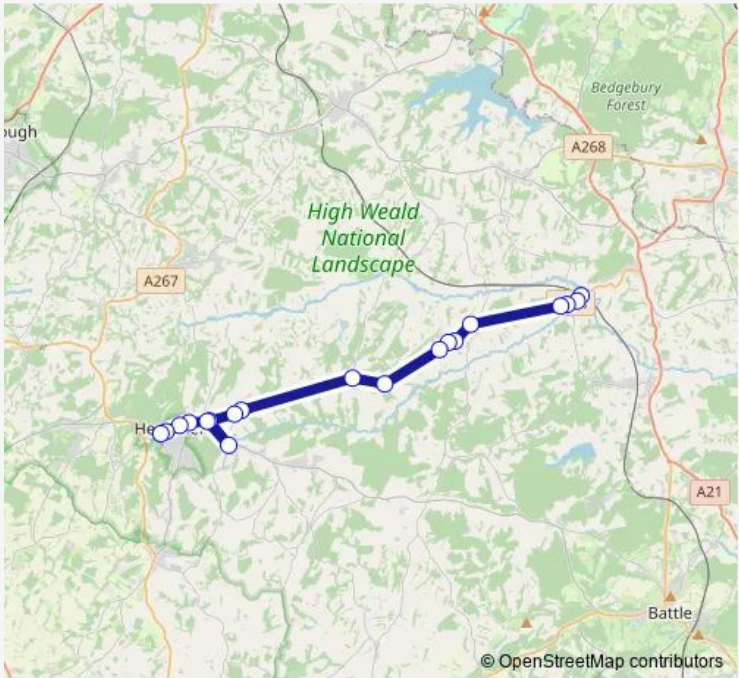 ough
Bedgebury
Forest
A268
High Weald
National
Landscape
A267
A21
Battle
© OpenStreetMap contributors